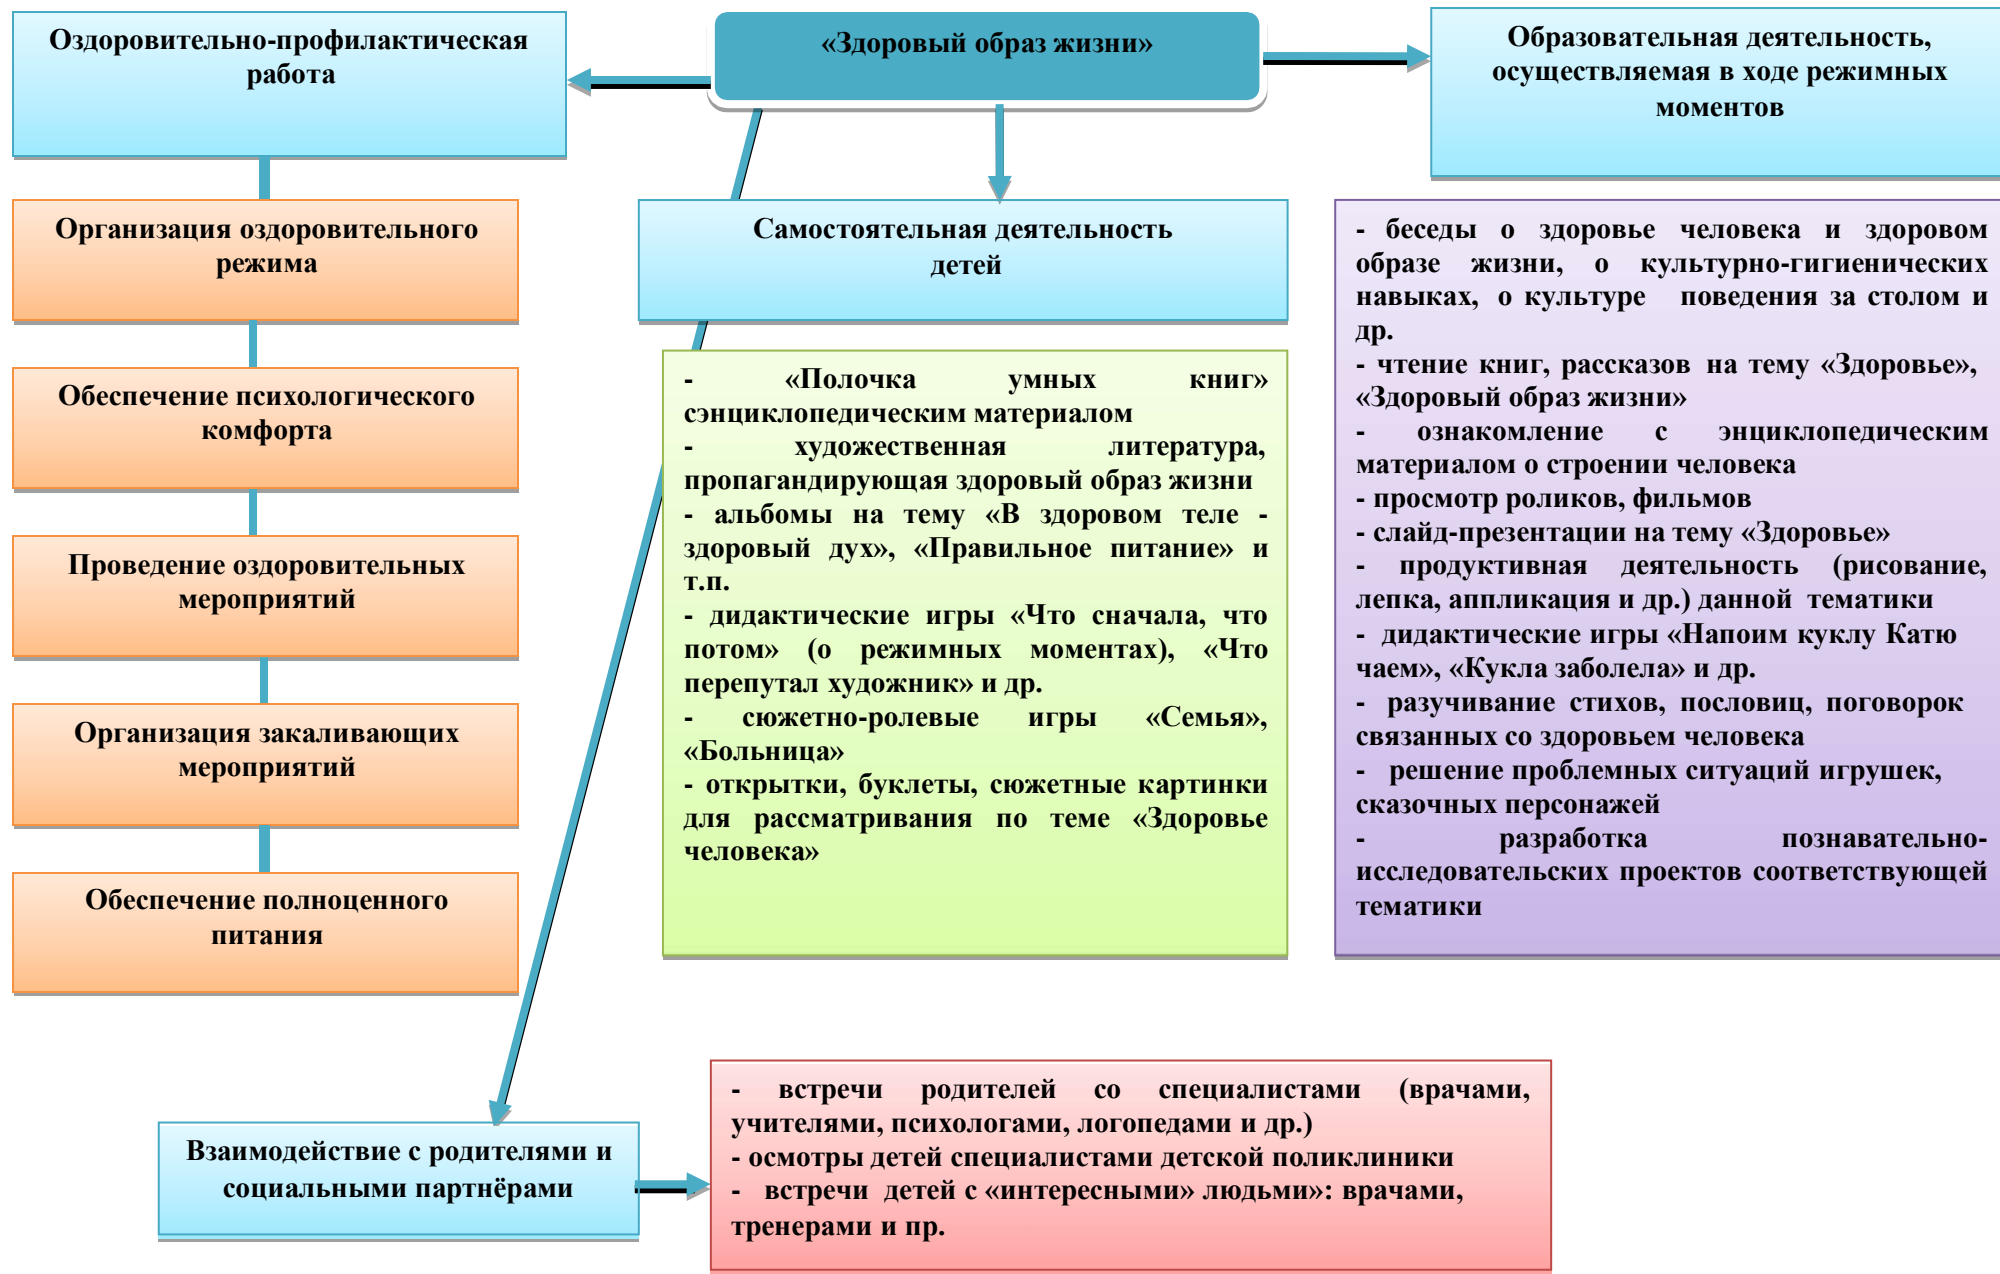 Оздоровительно-профилактическая
работа
«Здоровый образ жизни»
Образовательная деятельность,
осуществляемая в ходе режимных
моментов
Организация оздоровительного
режима
Обеспечение психологического
комфорта
Проведение оздоровительных
мероприятий
Организация закаливающих
мероприятий
Обеспечение полноценного
питания
Самостоятельная деятельность
детей
- «Полочка умных книг»
сэнциклопедическим материалом
- художественная литература,
пропагандирующая здоровый образ жизни
- альбомы на тему «В здоровом теле -
здоровый дух», «Правильное питание» и
т.п.
- дидактические игры «Что сначала, что
потом» (о режимных моментах), «Что
перепутал художник» и др.
- сюжетно-ролевые игры «Семья»,
«Больница»
- открытки, буклеты, сюжетные картинки
для рассматривания по теме «Здоровье
человека»
- беседы о здоровье человека и здоровом
образе жизни, о культурно-гигиенических
навыках, о культуре поведения за столом и
др.
- чтение книг, рассказов на тему «Здоровье»,
«Здоровый образ жизни»
- ознакомление с энциклопедическим
материалом о строении человека
- просмотр роликов, фильмов
- слайд-презентации на тему «Здоровье»
- продуктивная деятельность (рисование,
лепка, аппликация и др.) данной тематики
- дидактические игры «Напоим куклу Катю
чаем», «Кукла заболела» и др.
- разучивание стихов, пословиц, поговорок
связанных со здоровьем человека
- решение проблемных ситуаций игрушек,
сказочных персонажей
- разработка познавательно-
исследовательских проектов соответствующей
тематики
Взаимодействие с родителями и
социальными партнёрами
- встречи родителей со специалистами (врачами,
учителями, психологами, логопедами и др.)
- осмотры детей специалистами детской поликлиники
- встречи детей с «интересными» людьми»: врачами,
тренерами и пр.